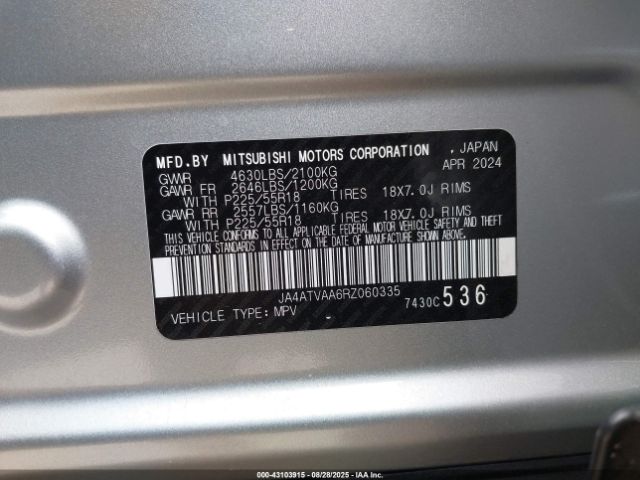 MFD.BY MITSUBISHI MOTORS CORPORATION , JAPAN
GVWR 4630LBS/2100KG APR 2024
GAWR FR 2646LBS/1200KG
WITH P225/55R18 TIRES 18X7.0J RIMS
GAWR RR 2557LBS/1160KG
WITH P225/55R18 TIRES 18X7.0J RIMS
THIS VEHICLE CONFORMS TO ALL APPLICABLE FEDERAL MOTOR VEHICLE SAFETY AND THEFT
PREVENTION STANDARDS IN EFFECT ON THE DATE OF MANUFACTURE SHOWN ABOVE.
JA4ATVAA6RZ060335 7430C 536
VEHICLE TYPE: MPV
000-43103915 - 08/28/2025 - IAAI.COM